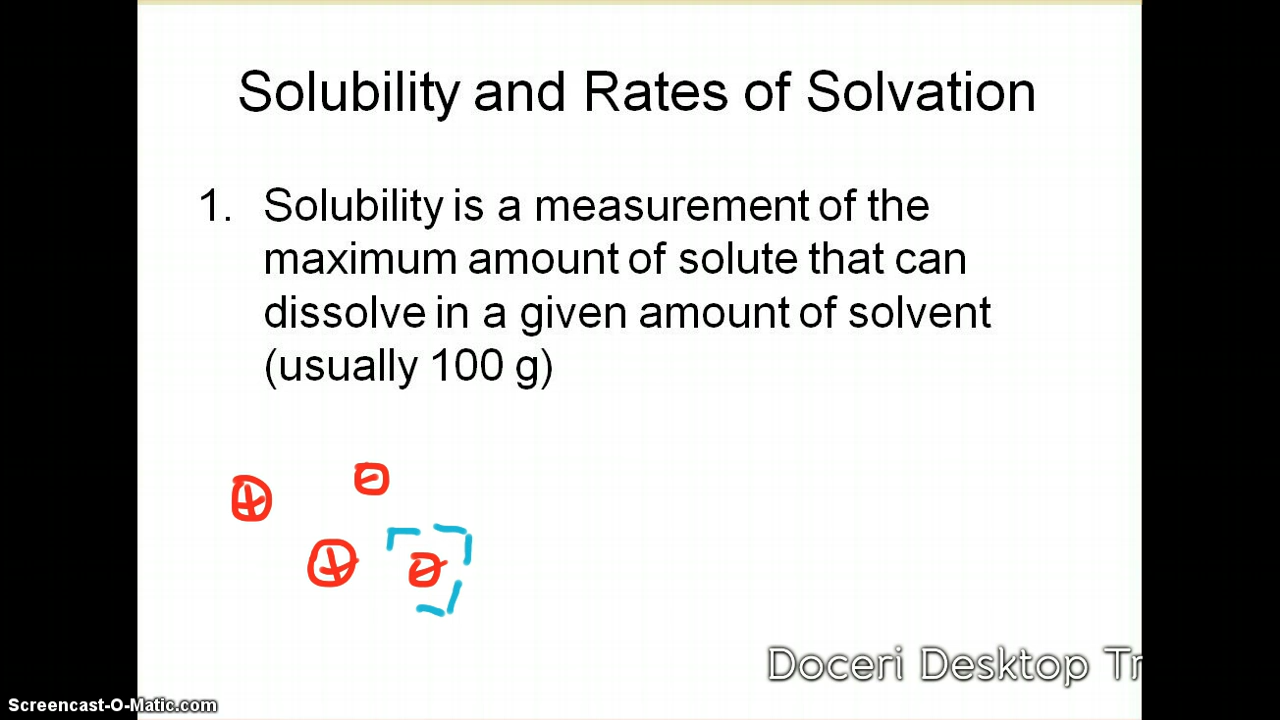 Solubility and Rates of Solvation
1. Solubility is a measurement of the
maximum amount of solute that can
dissolve in a given amount of solvent
(usually 100 g)
+
-
+
-
Doceri Desktop Tr
Screencast-O-Matic.com